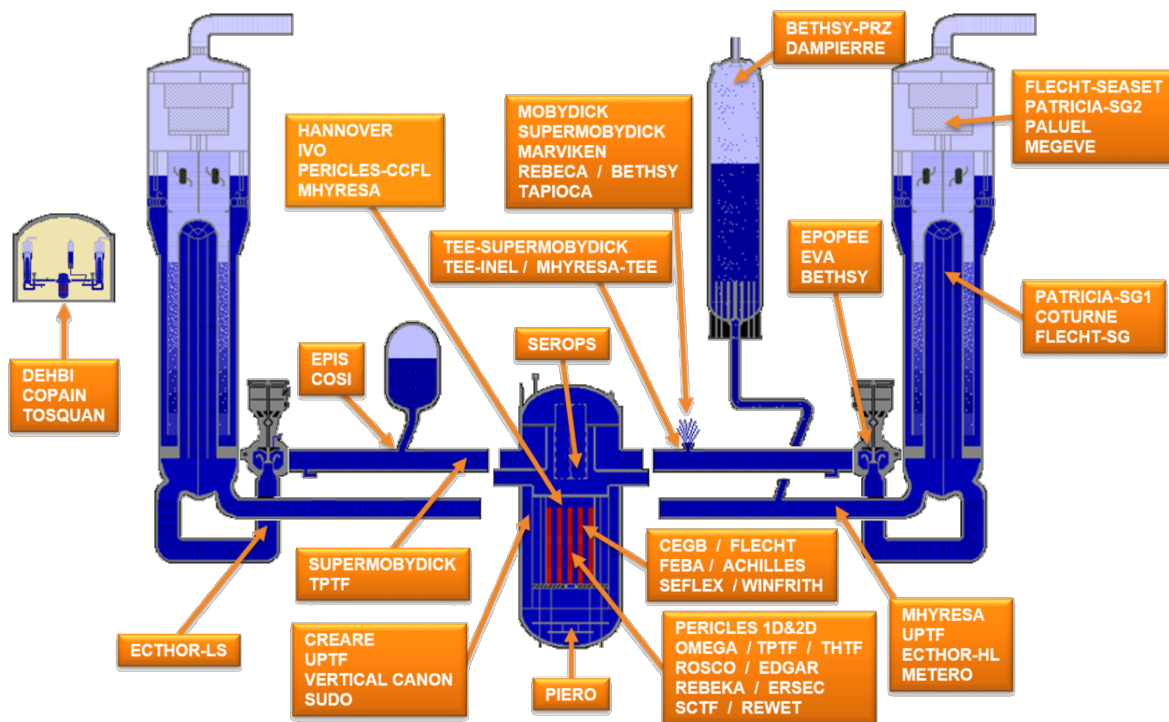 BETHSY-PRZ
DAMPIERRE
FLECHT-SEASET
PATRICIA-SG2
PALUEL
MEGEVE
HANNOVER
IVO
PERICLES-CCFL
MHYRESA
MOBYDICK
SUPERMOBYDICK
MARVIKEN
REBECA / BETHSY
TAPIOCA
TEE-SUPERMOBYDICK
TEE-INEL / MHYRESA-TEE
EPOPEE
EVA
BETHSY
PATRICIA-SG1
COTURNE
FLECHT-SG
DEHBI
COPAIN
TOSQUAN
EPIS
COSI
SEROPS
SUPERMOBYDICK
TPTF
CEGB / FLECHT
FEBA / ACHILLES
SEFLEX / WINFRITH
ECTHOR-LS
CREARE
UPTF
VERTICAL CANON
SUDO
PIERO
PERICLES 1D&2D
OMEGA / TPTF / THTF
ROSCO / EDGAR
REBEKA / ERSEC
SCTF / REWET
MHYRESA
UPTF
ECTHOR-HL
METERO